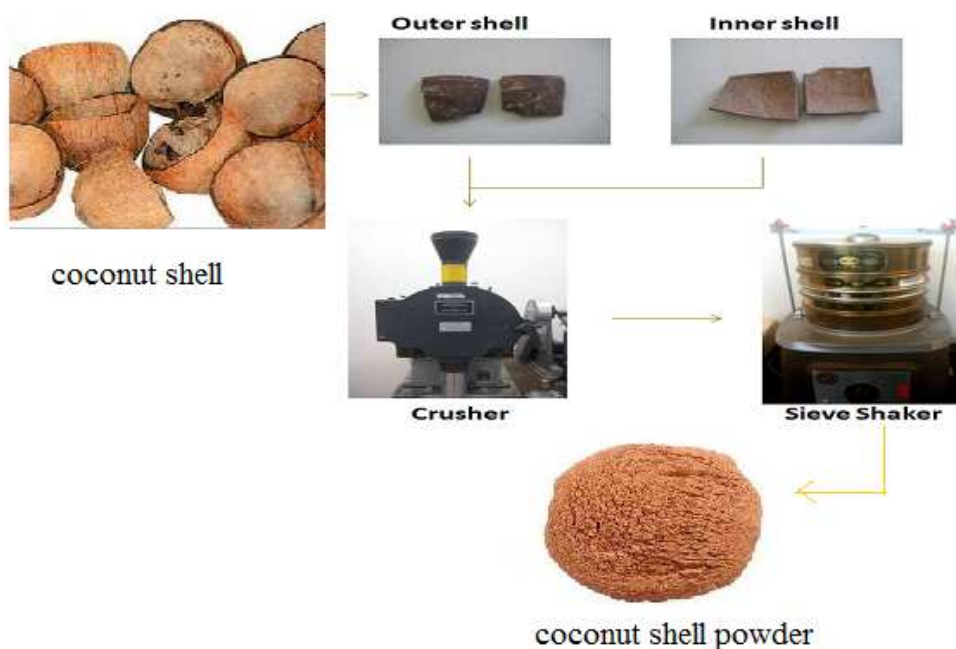 Outer shell
Inner shell
coconut shell
Crusher
Sieve Shaker
coconut shell powder